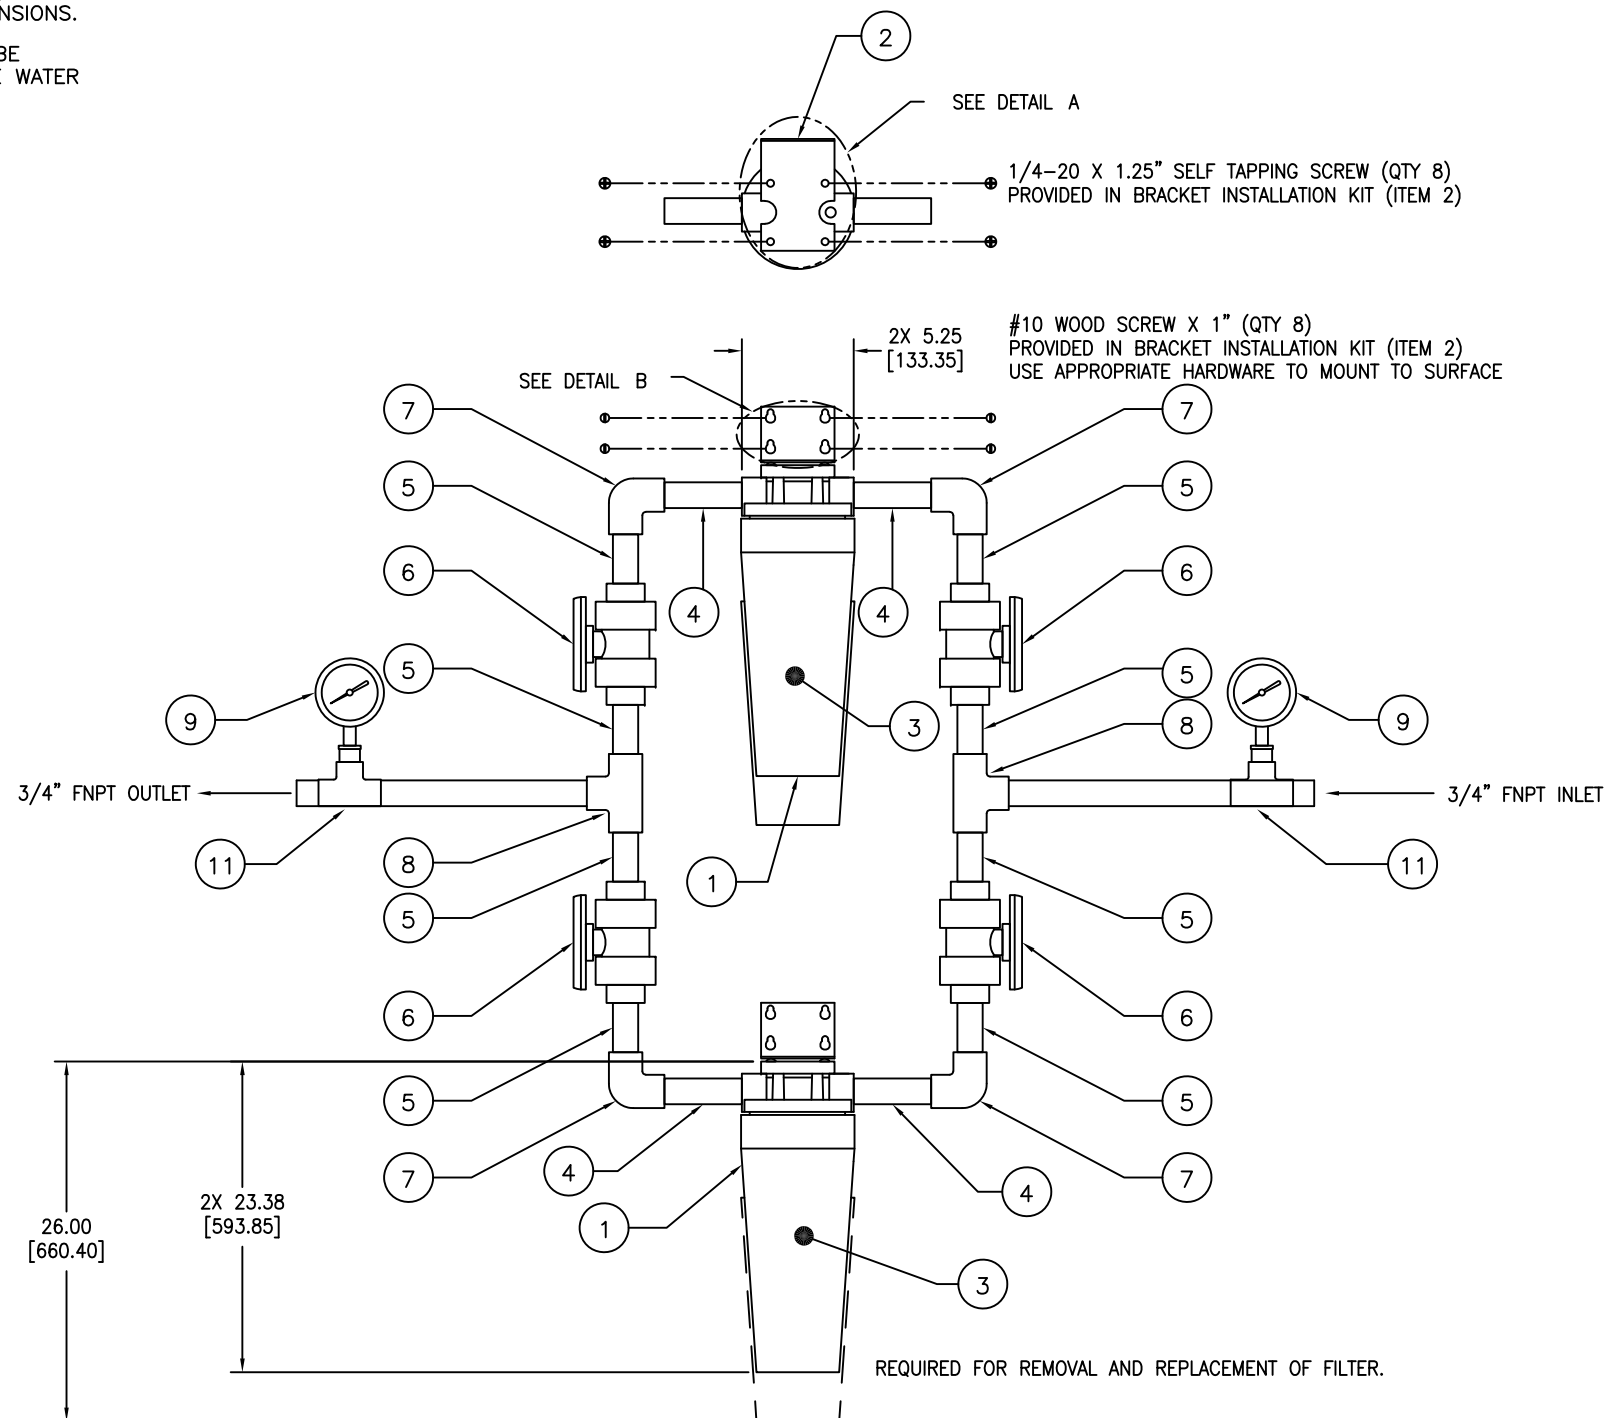 NSIONS.
BE
WATER
2
SEE DETAIL A
1/4-20 X 1.25" SELF TAPPING SCREW (QTY 8)
PROVIDED IN BRACKET INSTALLATION KIT (ITEM 2)
2X 5.25
[133.35]
#10 WOOD SCREW X 1" (QTY 8)
PROVIDED IN BRACKET INSTALLATION KIT (ITEM 2)
USE APPROPRIATE HARDWARE TO MOUNT TO SURFACE
SEE DETAIL B
7
7
5
5
6
6
4
4
5
5
9
3
8
9
3/4" FNPT OUTLET
3/4" FNPT INLET
11
8
1
11
5
5
6
6
5
5
7
4
4
7
2X 23.38
[593.85]
1
26.00
[660.40]
3
REQUIRED FOR REMOVAL AND REPLACEMENT OF FILTER.